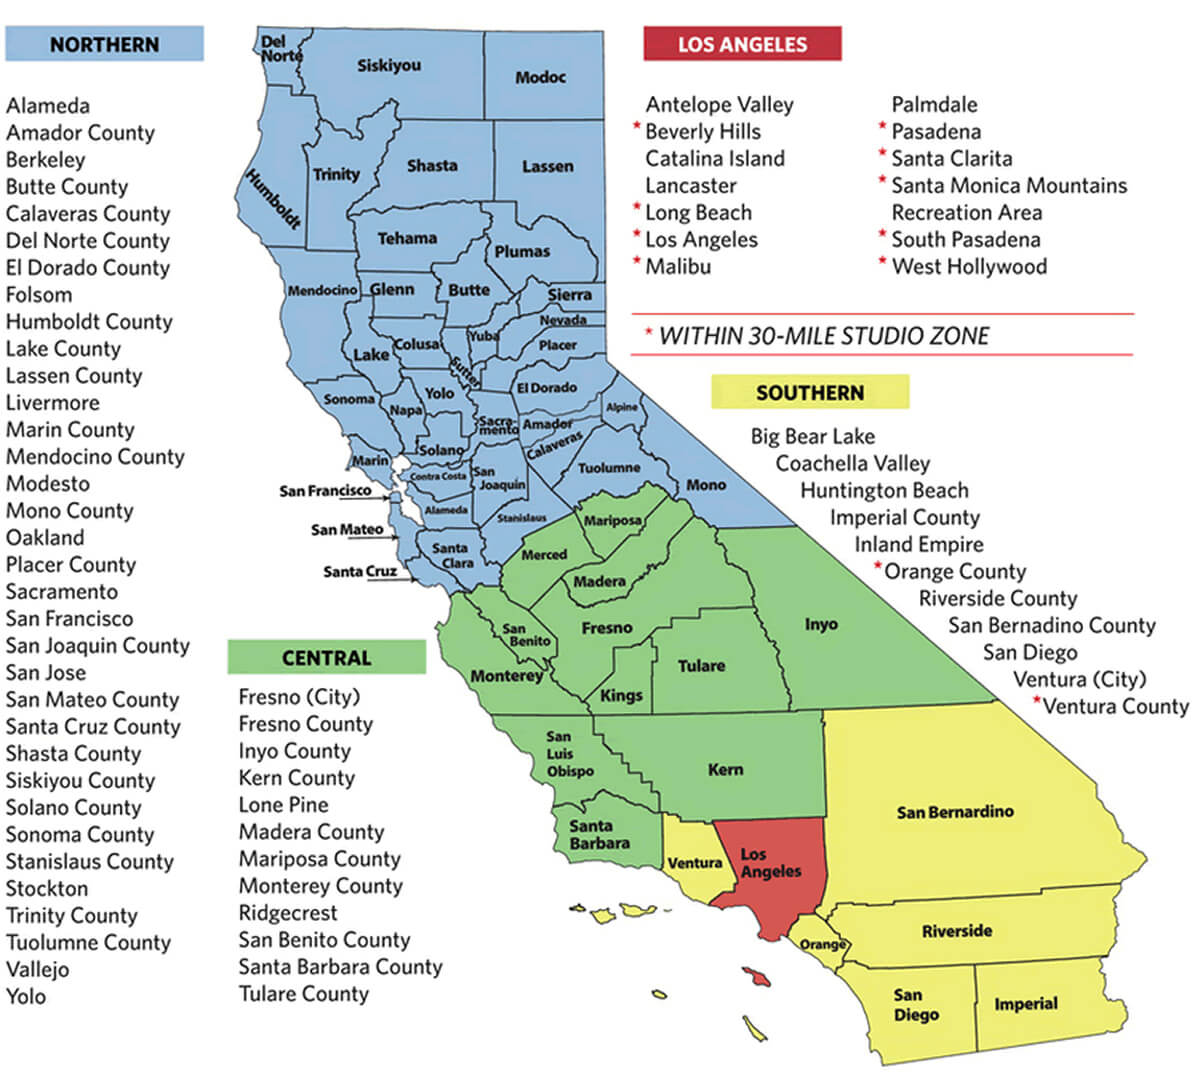 NORTHERN
Alameda
Amador County
Berkeley
Butte County
Calaveras County
Del Norte County
El Dorado County
Folsom
Humboldt County
Lake County
Lassen County
Livermore
Marin County
Mendocino County
Modesto
Mono County
Oakland
Placer County
Sacramento
San Francisco
San Joaquin County
San Jose
San Mateo County
Santa Cruz County
Shasta County
Siskiyou County
Solano County
Sonoma County
Stanislaus County
Stockton
Trinity County
Tuolumne County
Vallejo
Yolo
CENTRAL
Fresno (City)
Fresno County
Inyo County
Kern County
Lone Pine
Madera County
Mariposa County
Monterey County
Ridgecrest
San Benito County
Santa Barbara County
Tulare County
LOS ANGELES
Antelope Valley
* Beverly Hills
Catalina Island
Lancaster
* Long Beach
* Los Angeles
* Malibu
Palmdale
* Pasadena
* Santa Clarita
* Santa Monica Mountains
Recreation Area
* South Pasadena
* West Hollywood
* WITHIN 30-MILE STUDIO ZONE
SOUTHERN
Big Bear Lake
Coachella Valley
Huntington Beach
Imperial County
Inland Empire
*Orange County
Riverside County
San Bernadino County
San Diego
Ventura (City)
*Ventura County
Del
Norte
Siskiyou
Modoc
Humboldt
Trinity
Shasta
Lassen
Tehama
Plumas
Mendocino
Glenn
Butte
Sierra
Nevada
Yuba
Placer
Lake
Colusa
Sutter
El Dorado
Sonoma
Napa
Yolo
Sacra-
mento
Amador
Alpine
Calaveras
Solano
Marin
Contra Costa
San
Joaquin
Tuolumne
Mono
San Francisco
Alameda
Stanislaus
San Mateo
Santa
Clara
Santa Cruz
Mariposa
Merced
Madera
San
Benito
Fresno
Inyo
Monterey
Kings
Tulare
San
Luis
Obispo
Kern
Santa
Barbara
Ventura
Los
Angeles
San Bernardino
Orange
Riverside
San
Diego
Imperial